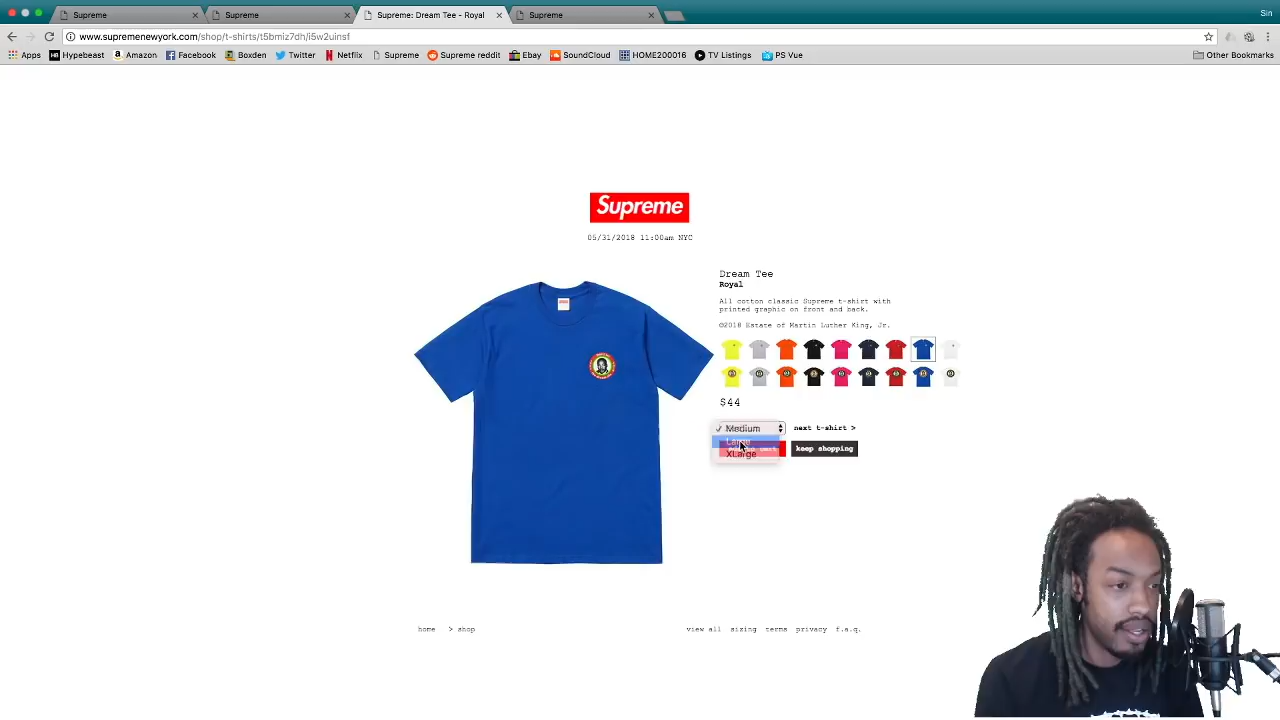 Supreme
Supreme
Supreme: Dream Tee - Royal
Supreme
Sin
www.supremenewyork.com/shop/t-shirts/t5bmiz7dh/i5w2uinsf
Apps
Hypebeast
Amazon
Facebook
Boxden
Twitter
Netflix
Supreme
Supreme reddit
Ebay
SoundCloud
HOME200016
TV Listings
PS Vue
Other Bookmarks
Supreme
05/31/2018 11:00am NYC
Dream Tee
Royal
All cotton classic Supreme t-shirt with
printed graphic on front and back.
©2018 Estate of Martin Luther King, Jr.
$44
✓ Medium
next t-shirt >
Large
XLarge
keep shopping
home > shop
view all sizing terms privacy f.a.q.